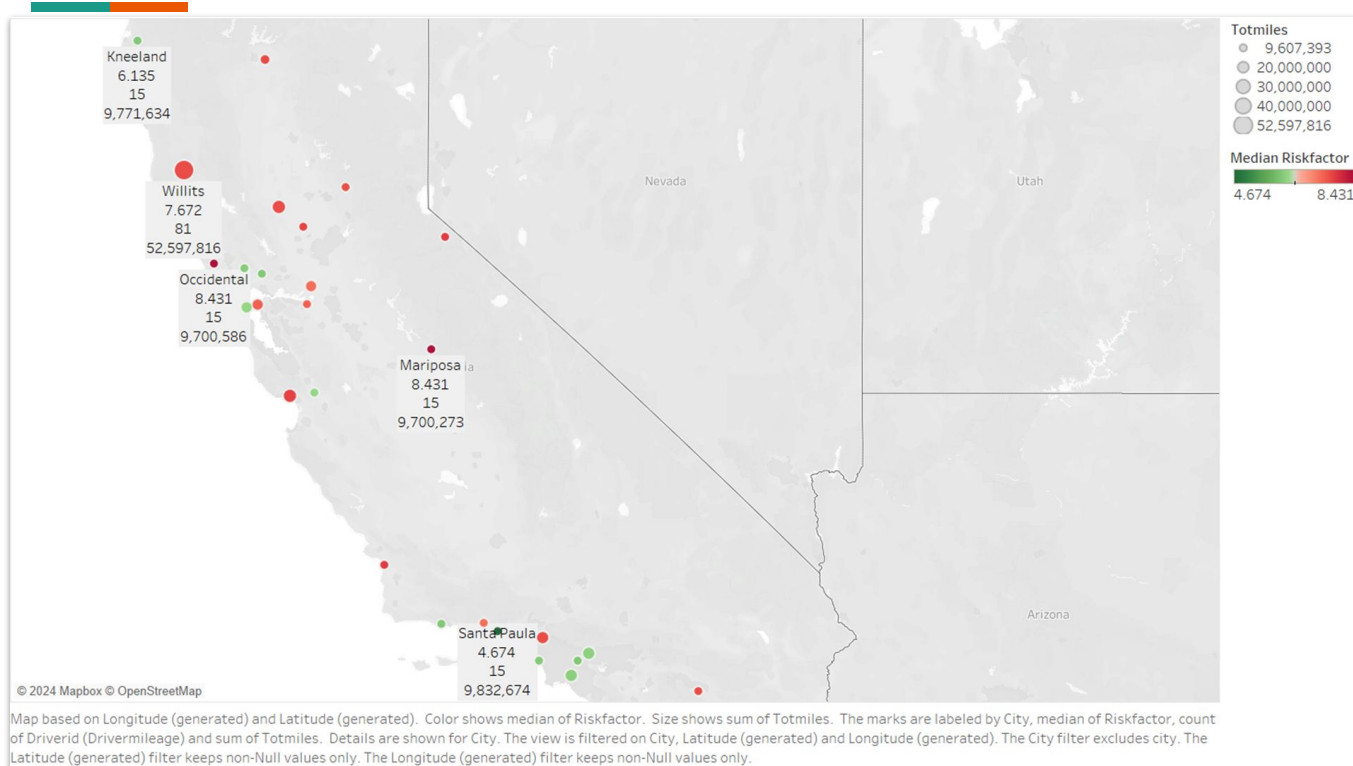 Kneeland
6.135
15
9,771,634
Willits
7.672
81
52,597,816
Occidental
8.431
15
9,700,586
Mariposa
ia
8.431
15
9,700,273
Santa Paula
4.674
15
9,832,674
Nevada
Utah
Arizona
Totmiles
9,607,393
20,000,000
30,000,000
40,000,000
52,597,816
Median Riskfactor
4.674 8.431
© 2024 Mapbox © OpenStreetMap
Map based on Longitude (generated) and Latitude (generated). Color shows median of Riskfactor. Size shows sum of Totmiles. The marks are labeled by City, median of Riskfactor, count
of Driverid (Drivermileage) and sum of Totmiles. Details are shown for City. The view is filtered on City, Latitude (generated) and Longitude (generated). The City filter excludes city. The
Latitude (generated) filter keeps non-Null values only. The Longitude (generated) filter keeps non-Null values only.